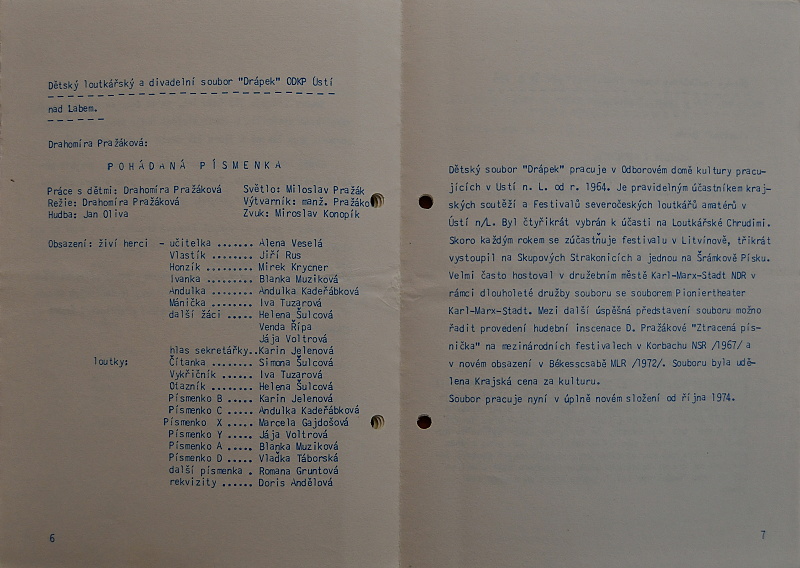 Dětský loutkářský a divadelní soubor "Drápek" ODKP Ústí
nad Labem.
Drahomíra Pražáková:
POHÁDANÁ PÍSMENKA
Práce s dětmi: Drahomíra Pražáková Světlo: Miloslav Pražák
Režie: Drahomíra Pražáková Výtvarník: manž. Pražáko
Hudba: Jan Oliva Zvuk: Miroslav Konopík
Obsazení: živí herci - učitelka ....... Alena Veselá
Vlastík ....... Jiří Rus
Honzík ........ Mirek Krycner
Ivanka ........ Blanka Muziková
Andulka ....... Andulka Kadeřábková
Mánička ....... Iva Tuzarová
další žáci .... Helena Šulcová
Venda Řípa
Jája Voltrová
hlas sekretářky..Karin Jelenová
loutky: Čítanka ....... Simona Šulcová
Vykřičník ..... Iva Tuzarová
Otazník ....... Helena Šulcová
Písmenko B .... Karin Jelenová
Písmenko C .... Andulka Kadeřábková
Písmenko X .... Marcela Gajdošová
Písmenko Y .... Jája Voltrová
Písmenko A .... Blanka Muziková
Písmenko D .... Vlaďka Táborská
další písmenka . Romana Gruntová
rekvizity ..... Doris Andělová
6
Dětský soubor "Drápek" pracuje v Odborovém domě kultury pracu-
jících v Ústí n. L. od r. 1964. Je pravidelným účastníkem kraj-
ských soutěží a Festivalů severočeských loutkářů amatérů v
Ústí n/L. Byl čtyřikrát vybrán k účasti na Loutkářské Chrudimi.
Skoro každým rokem se zúčastňuje festivalu v Litvínově, třikrát
vystoupil na Skupových Strakonicích a jednou na Šrámkově Písku.
Velmi často hostoval v družebním městě Karl-Marx-Stadt NDR v
rámci dlouholeté družby souboru se souborem Pioniertheater
Karl-Marx-Stadt. Mezi další úspěšná představení souboru možno
řadit provedení hudební inscenace D. Pražákové "Ztracená pís-
nička" na mezinárodních festivalech v Korbachu NSR /1967/ a
v novém obsazení v Békesscsabě MLR /1972/. Souboru byla udě-
lena Krajská cena za kulturu.
Soubor pracuje nyní v úplně novém složení od října 1974.
7